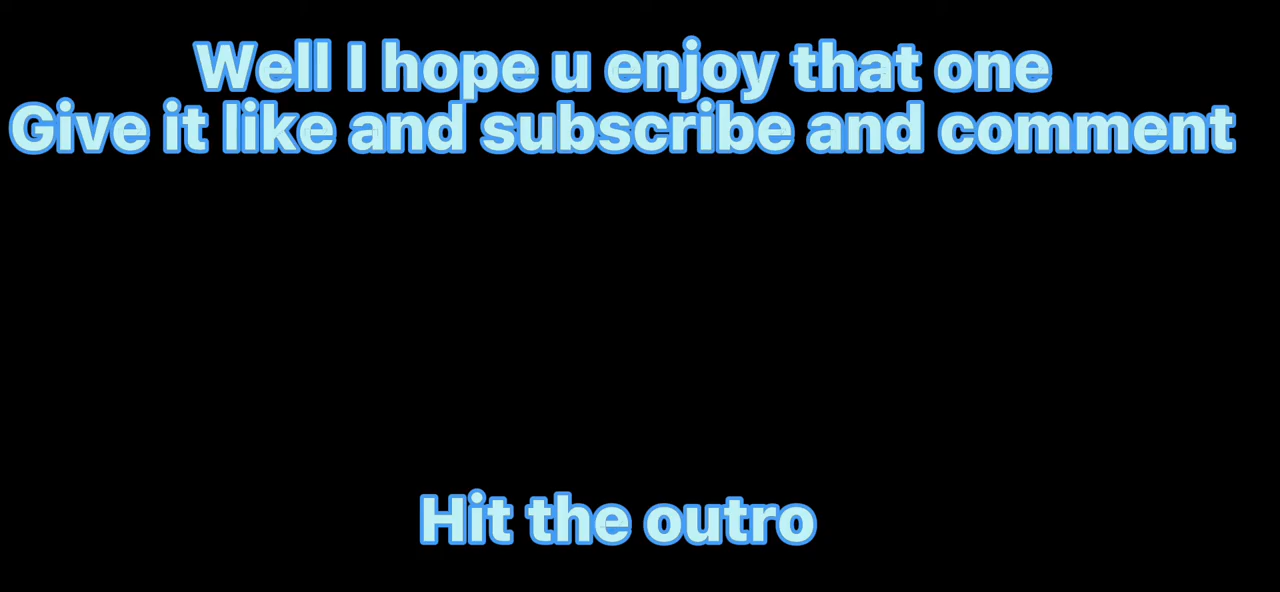 Well I hope u enjoy that one
Give it like and subscribe and comment
Hit the outro